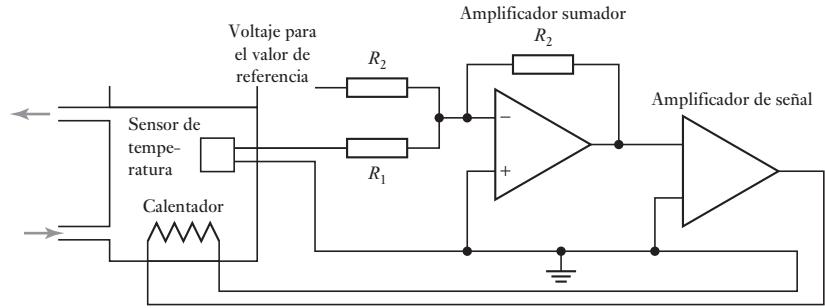 Amplificador sumador
Voltaje para
el valor de
referencia
R2
R2
Amplificador de señal
Sensor de
tempe-
ratura
−
+
R1
Calentador